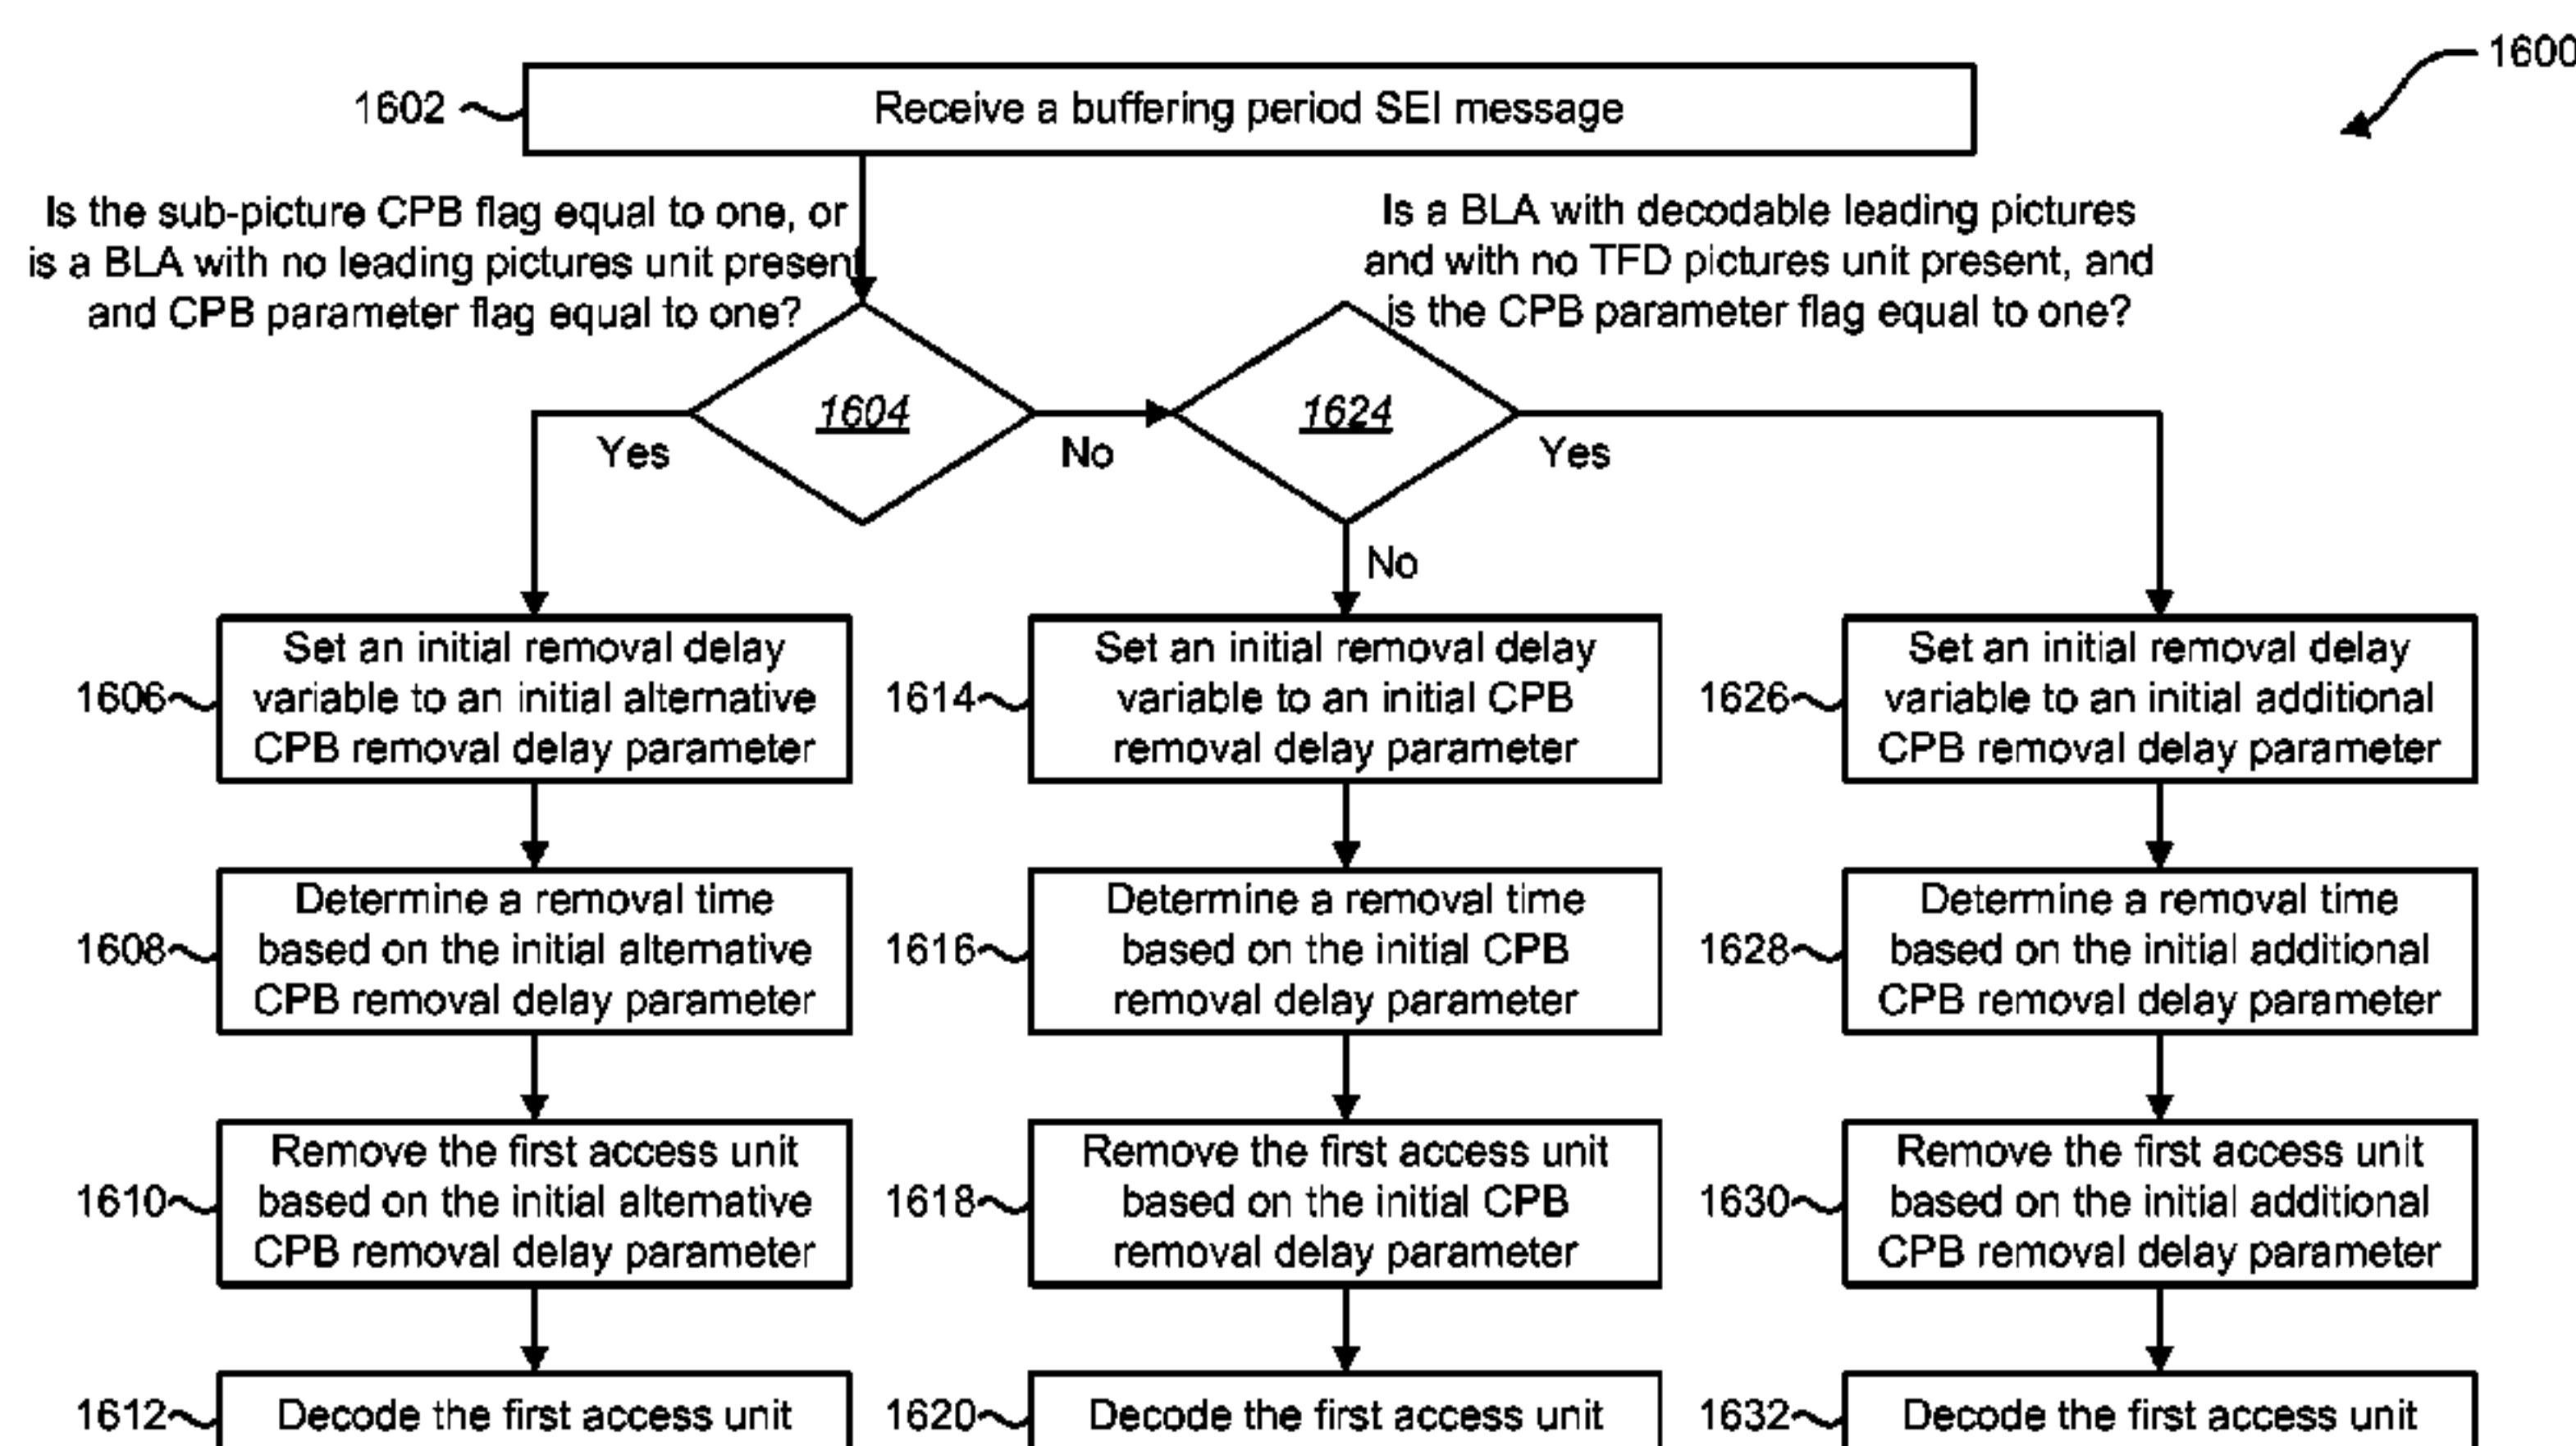 1600
1602
Receive a buffering period SEI message
Is the sub-picture CPB flag equal to one, or
is a BLA with no leading pictures unit present
and CPB parameter flag equal to one?
Is a BLA with decodable leading pictures
and with no TFD pictures unit present, and
is the CPB parameter flag equal to one?
1604
1624
Yes
No
Yes
No
1606
Set an initial removal delay
variable to an initial alternative
CPB removal delay parameter
1614
Set an initial removal delay
variable to an initial CPB
removal delay parameter
1626
Set an initial removal delay
variable to an initial additional
CPB removal delay parameter
1608
Determine a removal time
based on the initial alternative
CPB removal delay parameter
1616
Determine a removal time
based on the initial CPB
removal delay parameter
1628
Determine a removal time
based on the initial additional
CPB removal delay parameter
1610
Remove the first access unit
based on the initial alternative
CPB removal delay parameter
1618
Remove the first access unit
based on the initial CPB
removal delay parameter
1630
Remove the first access unit
based on the initial additional
CPB removal delay parameter
1612
Decode the first access unit
1620
Decode the first access unit
1632
Decode the first access unit